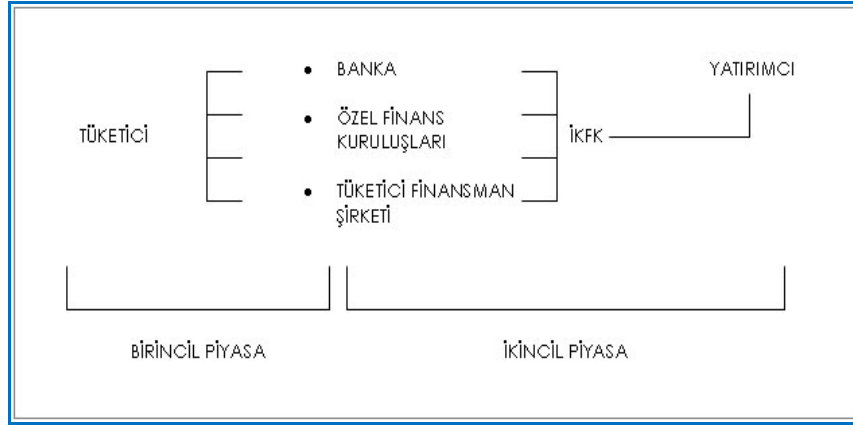 TÜKETİCİ
• BANKA
• ÖZEL FİNANS
KURULUŞLARI
• TÜKETİCİ FİNANSMAN
ŞİRKETİ
İKFK
YATIRIMCI
BİRİNCİL PİYASA
İKİNCİL PİYASA